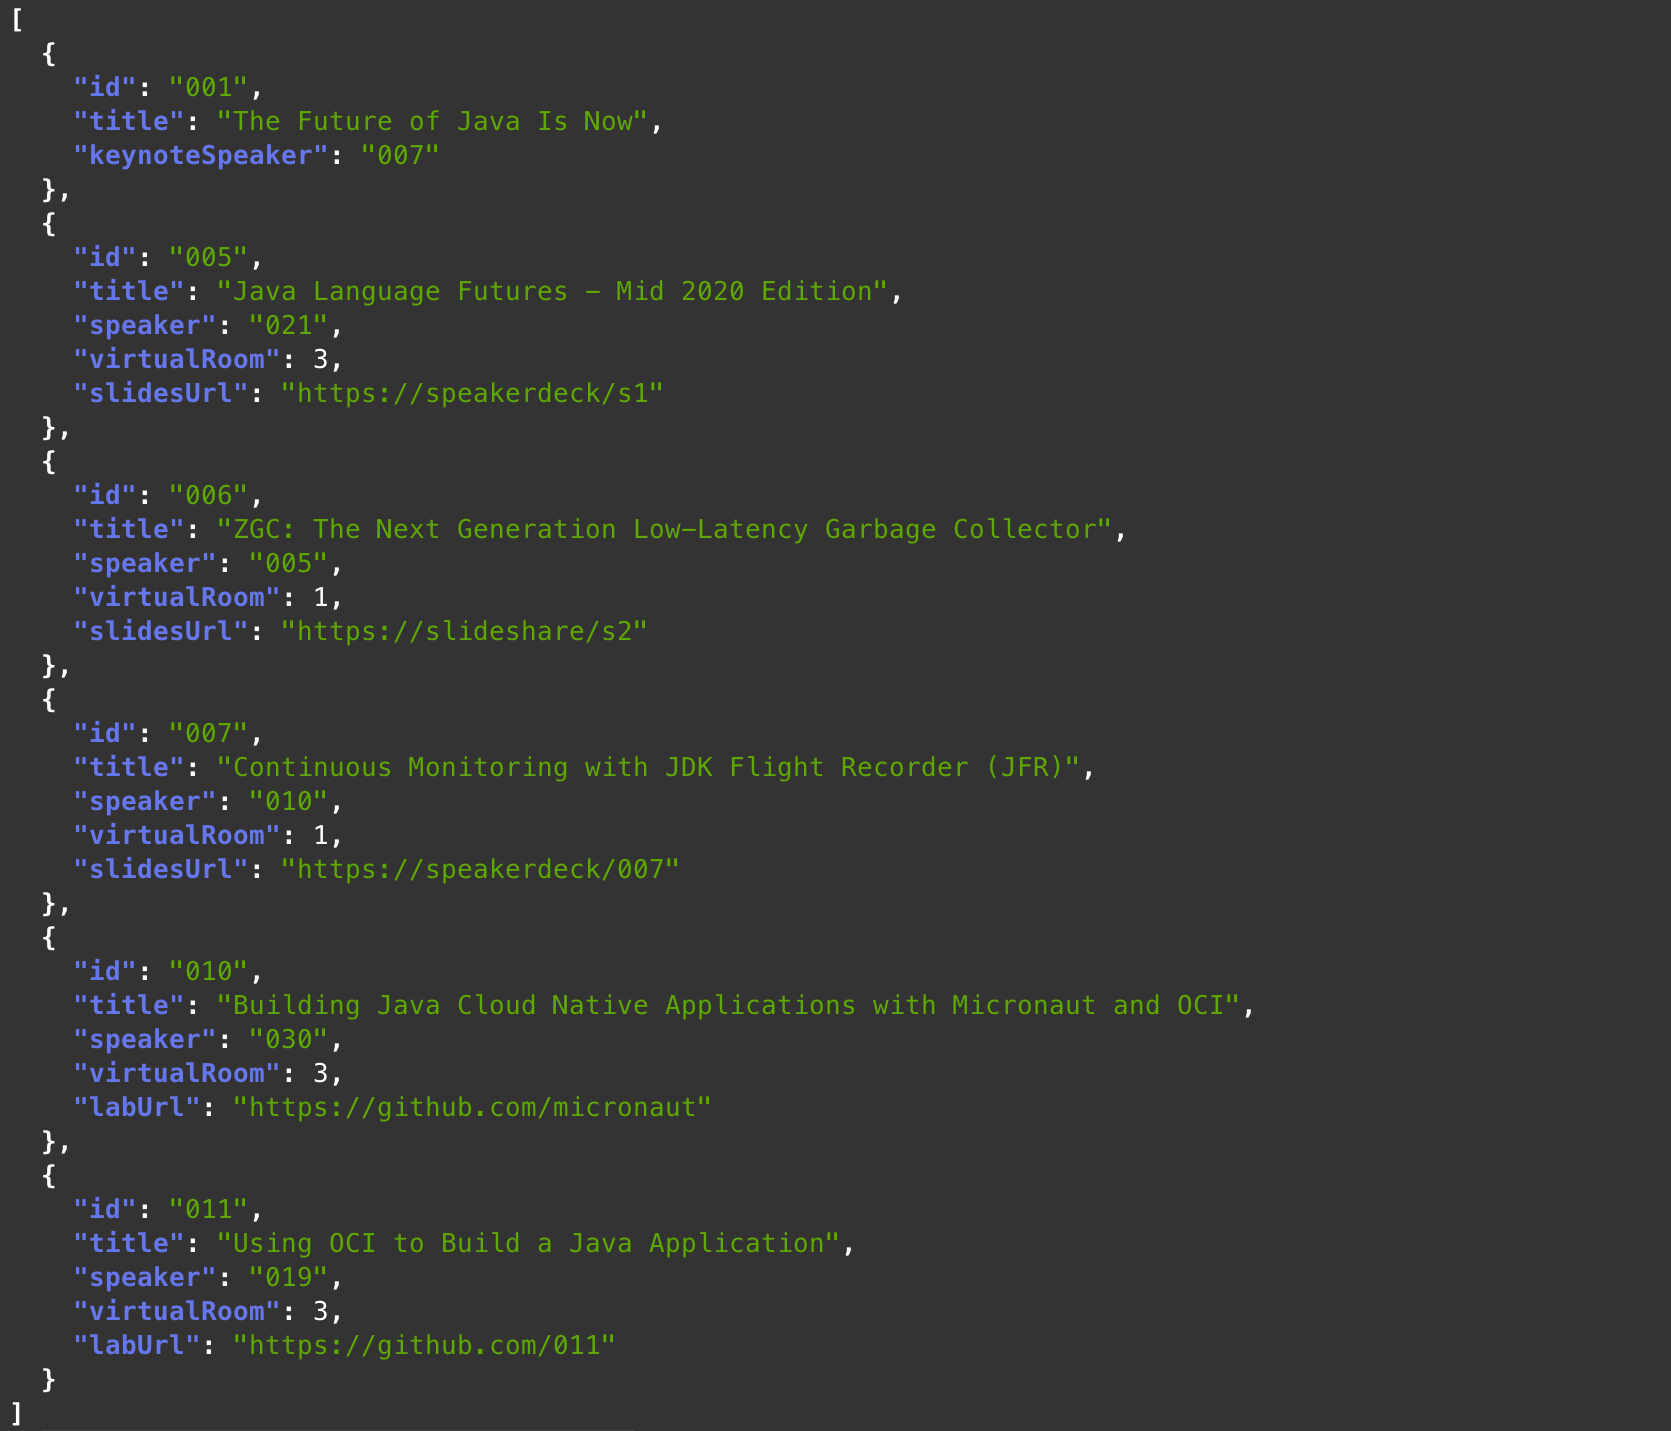 [
  {
    "id": "001",
    "title": "The Future of Java Is Now",
    "keynoteSpeaker": "007"
  },
  {
    "id": "005",
    "title": "Java Language Futures - Mid 2020 Edition",
    "speaker": "021",
    "virtualRoom": 3,
    "slidesUrl": "https://speakerdeck/s1"
  },
  {
    "id": "006",
    "title": "ZGC: The Next Generation Low-Latency Garbage Collector",
    "speaker": "005",
    "virtualRoom": 1,
    "slidesUrl": "https://slideshare/s2"
  },
  {
    "id": "007",
    "title": "Continuous Monitoring with JDK Flight Recorder (JFR)",
    "speaker": "010",
    "virtualRoom": 1,
    "slidesUrl": "https://speakerdeck/007"
  },
  {
    "id": "010",
    "title": "Building Java Cloud Native Applications with Micronaut and OCI",
    "speaker": "030",
    "virtualRoom": 3,
    "labUrl": "https://github.com/micronaut"
  },
  {
    "id": "011",
    "title": "Using OCI to Build a Java Application",
    "speaker": "019",
    "virtualRoom": 3,
    "labUrl": "https://github.com/011"
  }
]